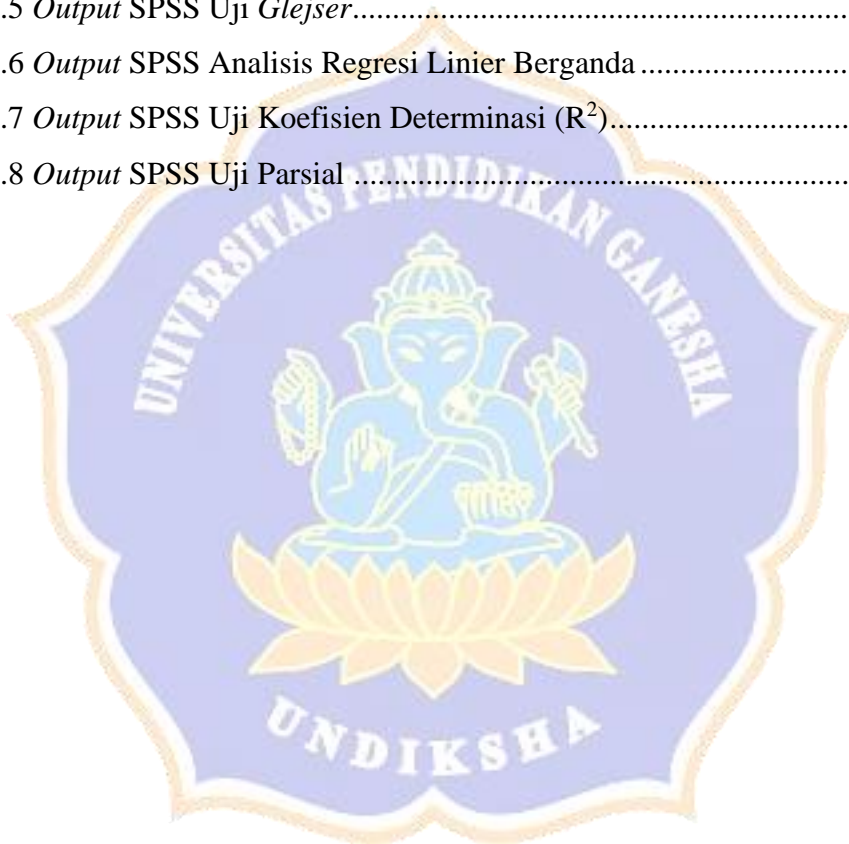 .5 Output SPSS Uji Glejser....................................................................
.6 Output SPSS Analisis Regresi Linier Berganda ............................
.7 Output SPSS Uji Koefisien Determinasi (R²)................................
.8 Output SPSS Uji Parsial ....................................................................
UNIVERSITAS PENDIDIKAN GANESHA
UNDIKSHA